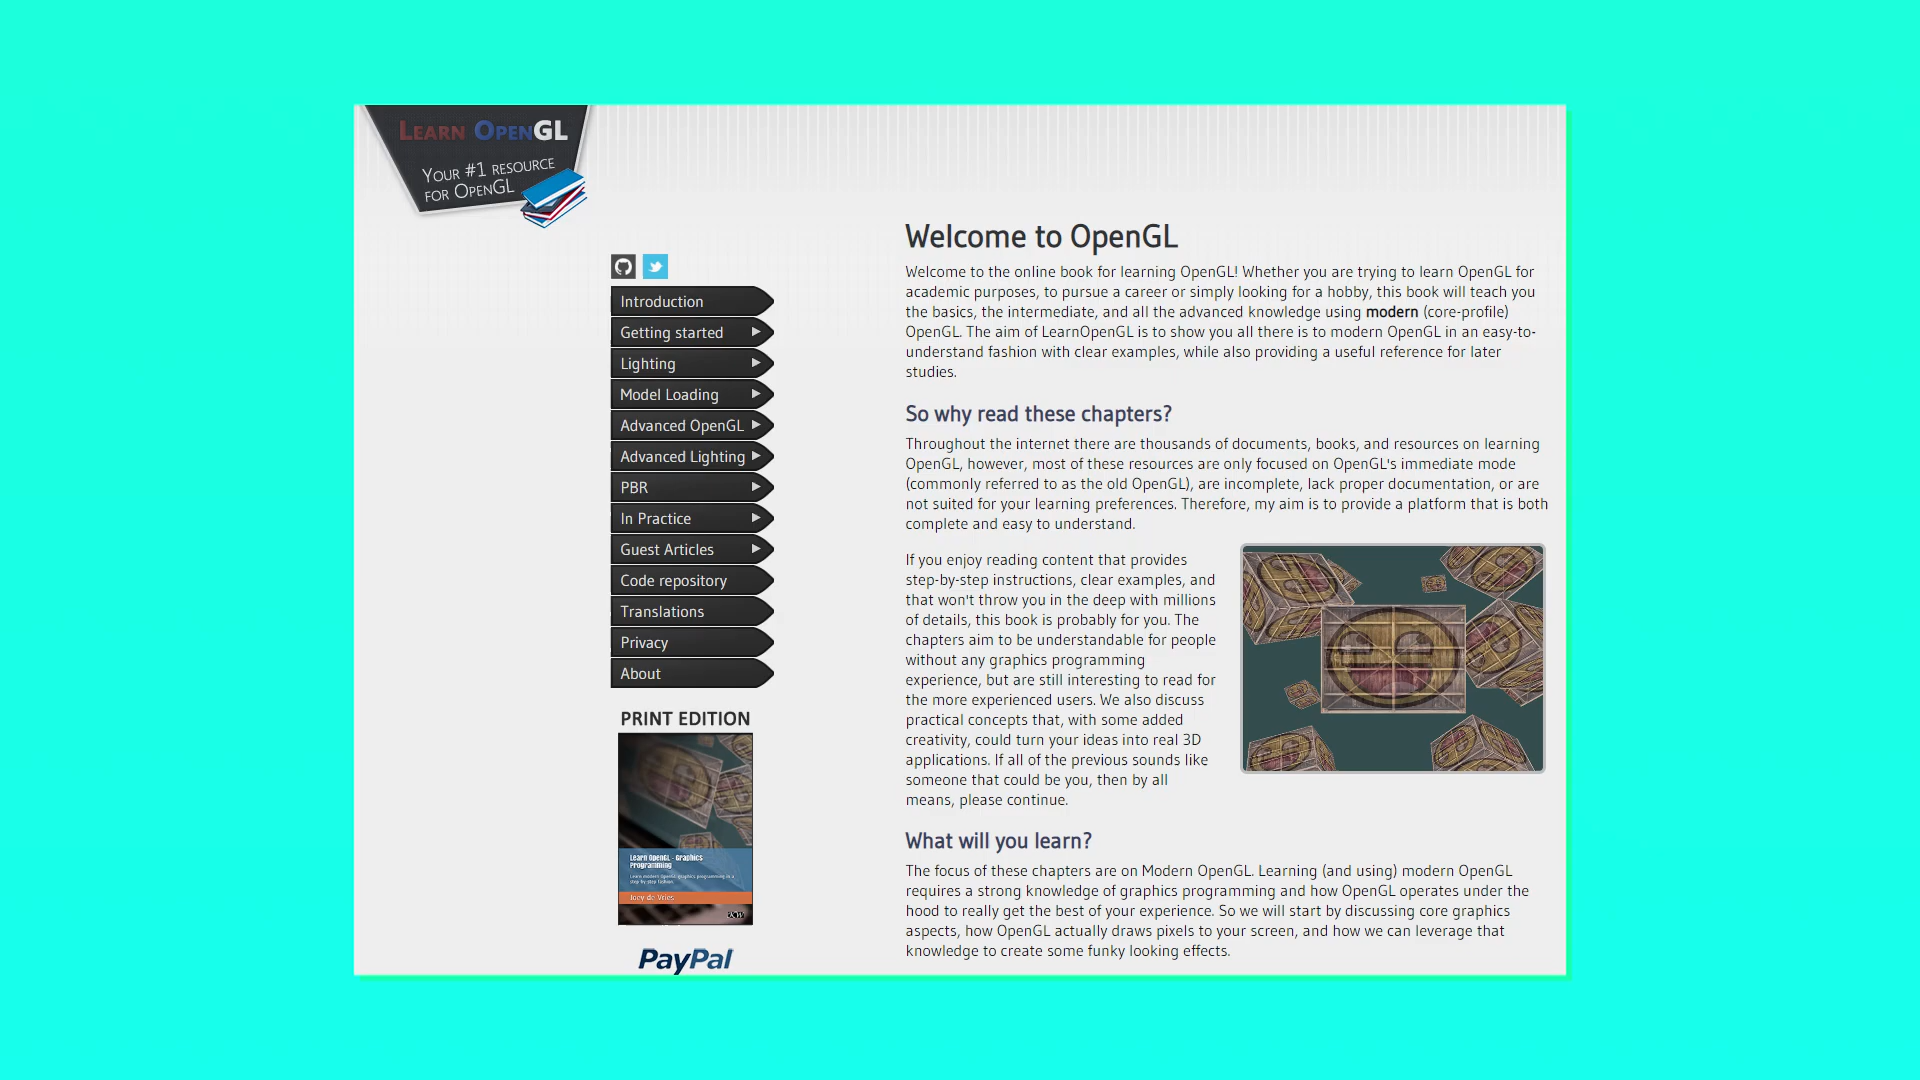 LEARN OPENGL
YOUR #1 RESOURCE
FOR OPENGL
Introduction
Getting started
Lighting
Model Loading
Advanced OpenGL
Advanced Lighting
PBR
In Practice
Guest Articles
Code repository
Translations
Privacy
About
PRINT EDITION
Learn OpenGL - Graphics
Programming
Learn modern OpenGL graphics programming in a
step-by-step fashion.
Joey de Vries
PayPal
Welcome to OpenGL
Welcome to the online book for learning OpenGL! Whether you are trying to learn OpenGL for
academic purposes, to pursue a career or simply looking for a hobby, this book will teach you
the basics, the intermediate, and all the advanced knowledge using modern (core-profile)
OpenGL. The aim of LearnOpenGL is to show you all there is to modern OpenGL in an easy-to-
understand fashion with clear examples, while also providing a useful reference for later
studies.
So why read these chapters?
Throughout the internet there are thousands of documents, books, and resources on learning
OpenGL, however, most of these resources are only focused on OpenGL's immediate mode
(commonly referred to as the old OpenGL), are incomplete, lack proper documentation, or are
not suited for your learning preferences. Therefore, my aim is to provide a platform that is both
complete and easy to understand.
If you enjoy reading content that provides
step-by-step instructions, clear examples, and
that won't throw you in the deep with millions
of details, this book is probably for you. The
chapters aim to be understandable for people
without any graphics programming
experience, but are still interesting to read for
the more experienced users. We also discuss
practical concepts that, with some added
creativity, could turn your ideas into real 3D
applications. If all of the previous sounds like
someone that could be you, then by all
means, please continue.
What will you learn?
The focus of these chapters are on Modern OpenGL. Learning (and using) modern OpenGL
requires a strong knowledge of graphics programming and how OpenGL operates under the
hood to really get the best of your experience. So we will start by discussing core graphics
aspects, how OpenGL actually draws pixels to your screen, and how we can leverage that
knowledge to create some funky looking effects.